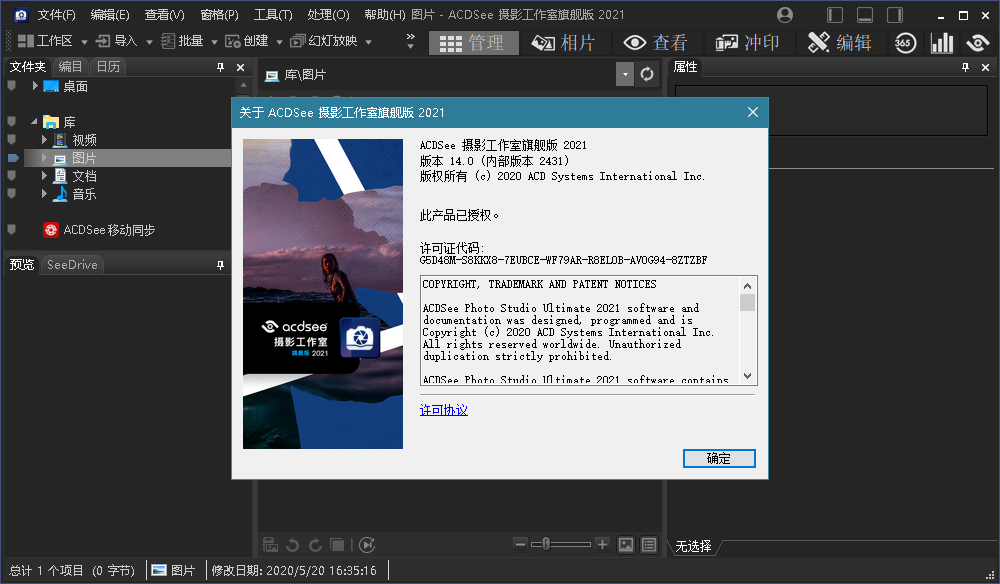 文件(F) 编辑(E) 查看(V) 窗格(P) 工具(T) 处理(O) 帮助(H) 图片 - ACDSee 摄影工作室旗舰版 2021
工作区 导入 批量 创建 幻灯放映 » 管理 相片 查看 冲印 编辑 365
文件夹 编目 日历
库\图片
属性
桌面
库
视频
图片
文档
音乐
ACDSee 移动同步
预览 SeeDrive
关于 ACDSee 摄影工作室旗舰版 2021
acdsee
摄影工作室
旗舰版 2021
ACDSee 摄影工作室旗舰版 2021
版本 14.0 (内部版本 2431)
版权所有 (c) 2020 ACD Systems International Inc.
此产品已授权。
许可证代码:
G5D48M-S8KKX8-7EUBCE-WF79AR-R8ELOB-AVOG94-8ZTZBF
COPYRIGHT, TRADEMARK AND PATENT NOTICES
ACDSee Photo Studio Ultimate 2021 software and
documentation was designed, programmed and is
Copyright (c) 2020 ACD Systems International Inc.
All rights reserved worldwide. Unauthorized
duplication strictly prohibited.
ACDSee Photo Studio Ultimate 2021 software contains
许可协议
确定
无选择
总计 1 个项目 (0 字节) 图片 修改日期: 2020/5/20 16:35:16